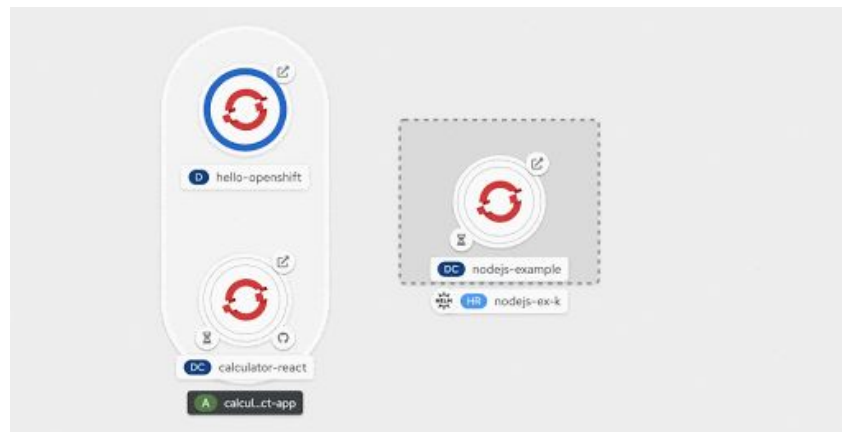 D hello-openshift
DC calculator-react
A calcul...ct-app
DC nodejs-example
HELM HR nodejs-ex-k